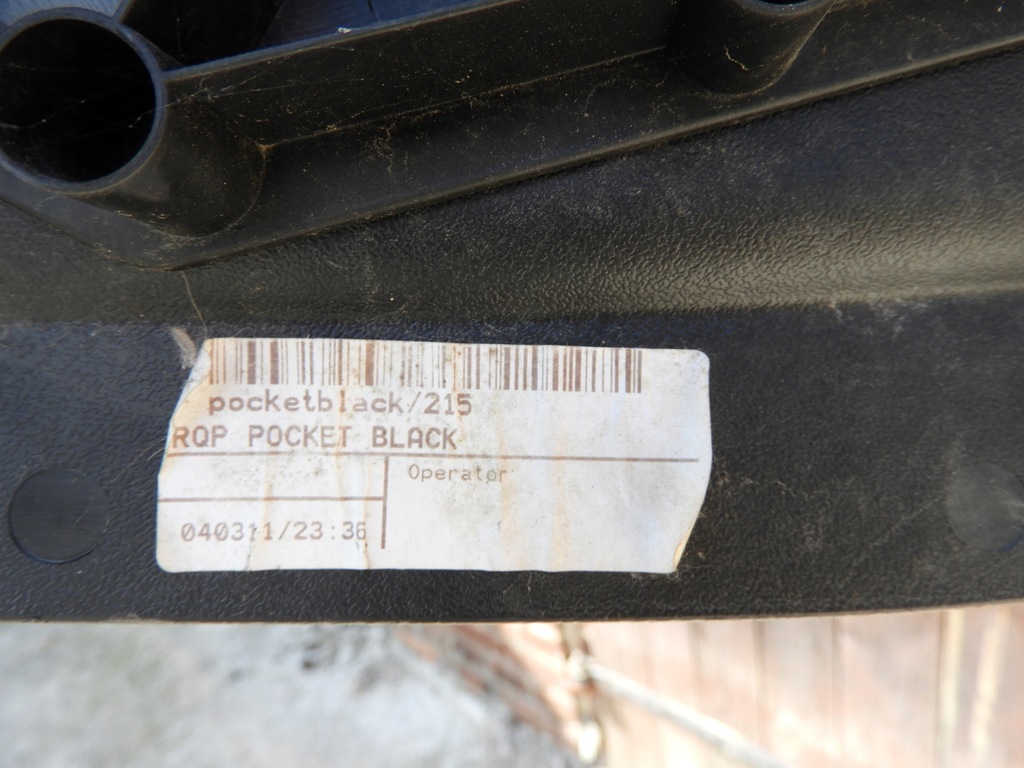 pocketblack/215
RQP POCKET BLACK
Operator
040311/23:36